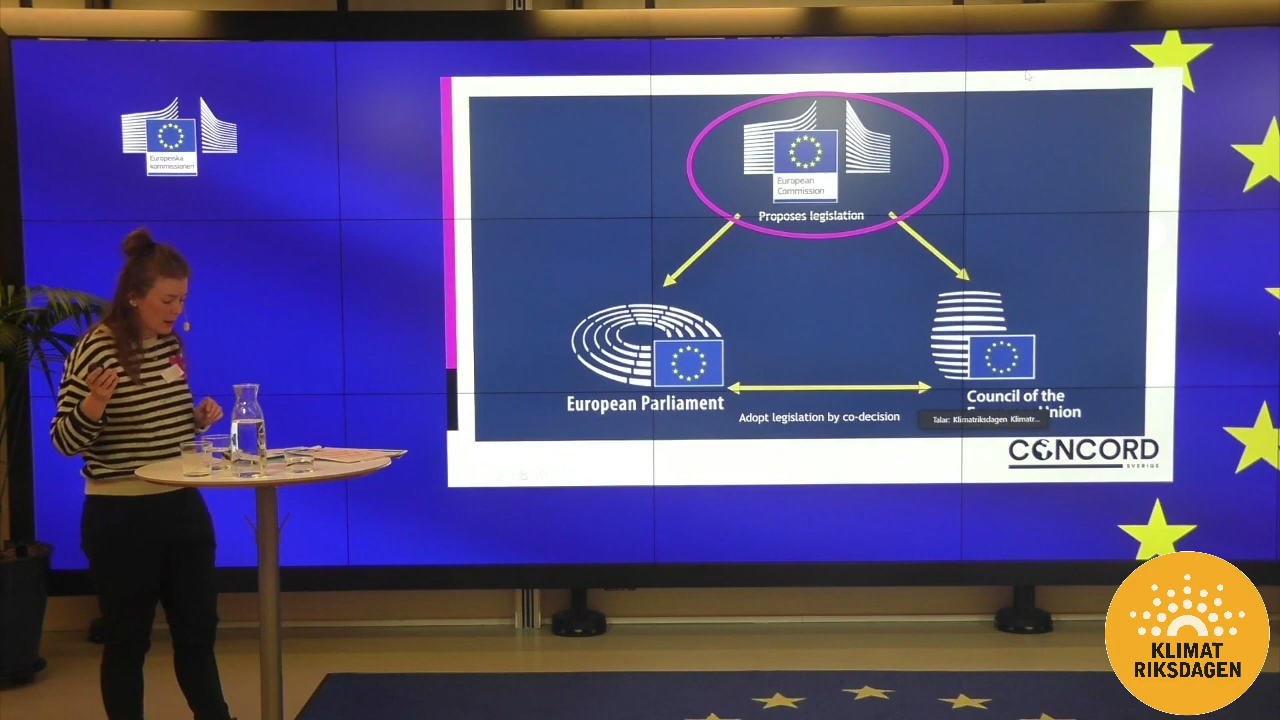 Europeiska
kommissionen
European
Commission
Proposes legislation
European Parliament
Council of the
Union
Adopt legislation by co-decision
Talar: Klimatriksdagen Klimatr...
CONCORD
SVERIGE
KLIMAT
RIKSDAGEN